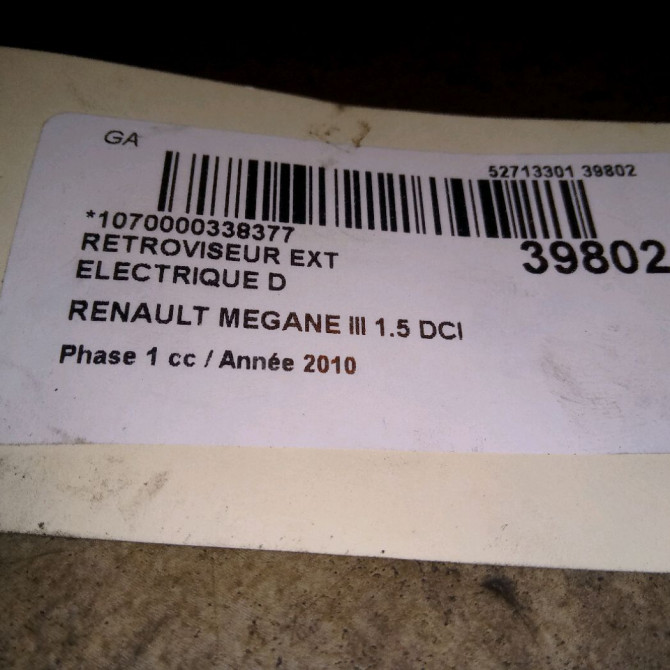 GA
52713301 39802
*1070000338377
39802
RETROVISEUR EXT
ELECTRIQUE D
RENAULT MEGANE III 1.5 DCI
Phase 1 cc / Année 2010